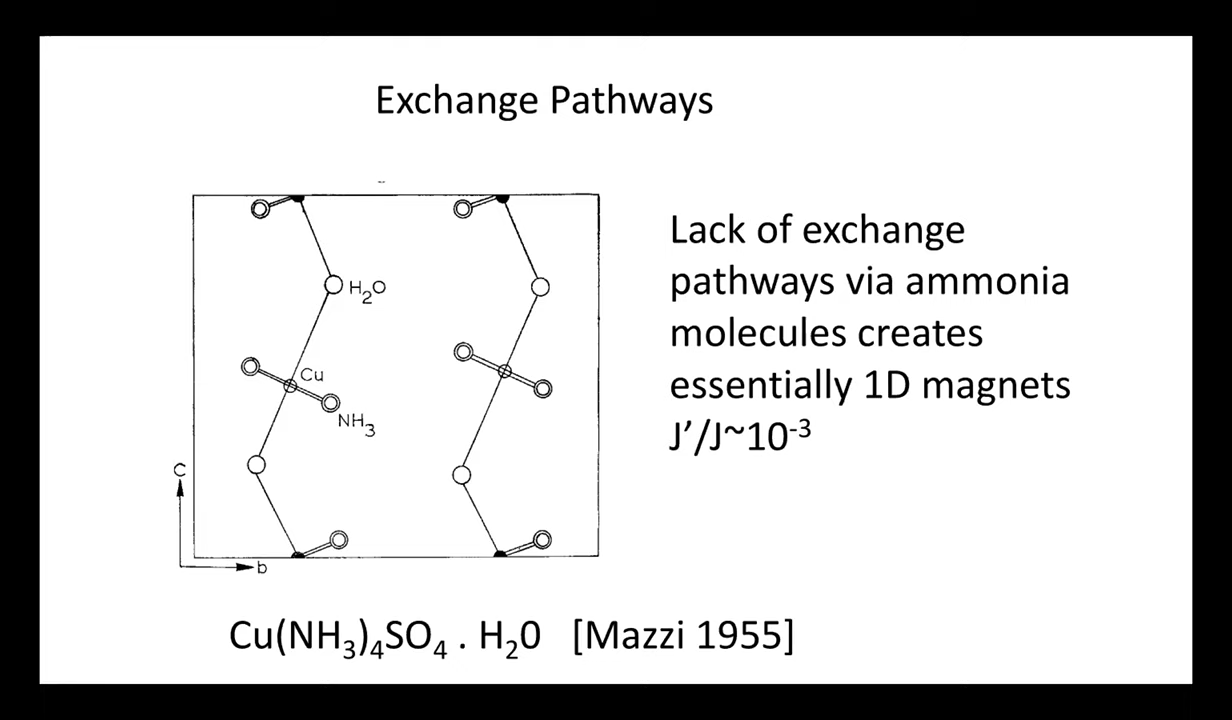 Exchange Pathways
H₂O
Cu
NH₃
c
b
Lack of exchange
pathways via ammonia
molecules creates
essentially 1D magnets
J’/J~10⁻³
Cu(NH₃)₄SO₄ . H₂0 [Mazzi 1955]